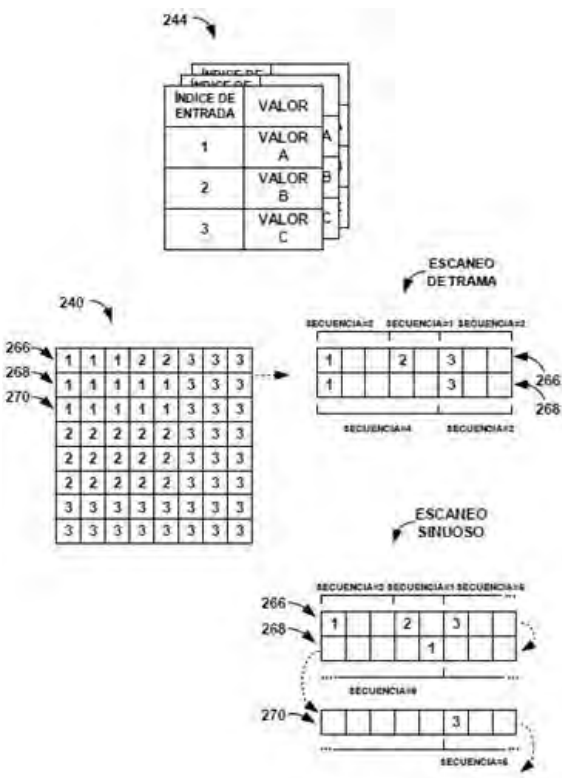 244
ÍNDICE DE
ÍNDICE DE
ÍNDICE DE ENTRADA VALOR
1 VALOR A A
2 VALOR B B
3 VALOR C C
ESCANEO
DE TRAMA
240
SECUENCIA=2 SECUENCIA=1 SECUENCIA=2
266 1 1 1 2 2 3 3 3
268 1 1 1 1 1 3 3 3
270 1 1 1 1 1 3 3 3
2 2 2 2 2 3 3 3
2 2 2 2 2 3 3 3
2 2 2 2 2 3 3 3
3 3 3 3 3 3 3 3
3 3 3 3 3 3 3 3
1 2 3 266
1 3 268
SECUENCIA=4 SECUENCIA=2
ESCANEO
SINUOSO
SECUENCIA=2 SECUENCIA=1
266 1 2 3
268 1
270 3